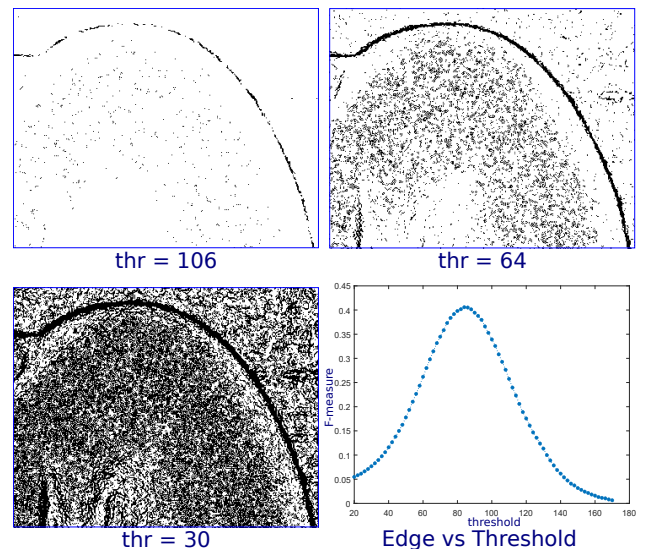 thr = 106
thr = 64
thr = 30
0.45
0.4
0.35
0.3
0.25
0.2
0.15
0.1
0.05
0
F-measure
20 40 60 80 100 120 140 160 180
threshold
Edge vs Threshold